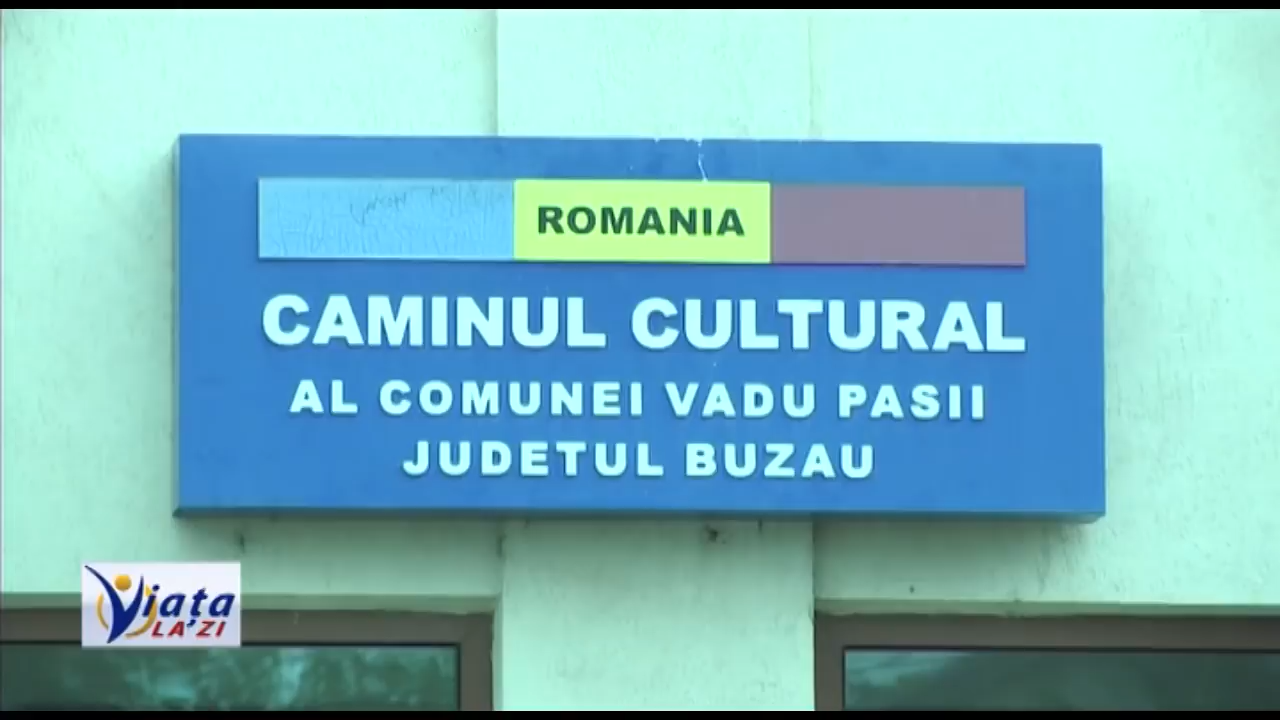 ROMANIA
CAMINUL CULTURAL
AL COMUNEI VADU PASII
JUDETUL BUZAU
Viața
LA ZI